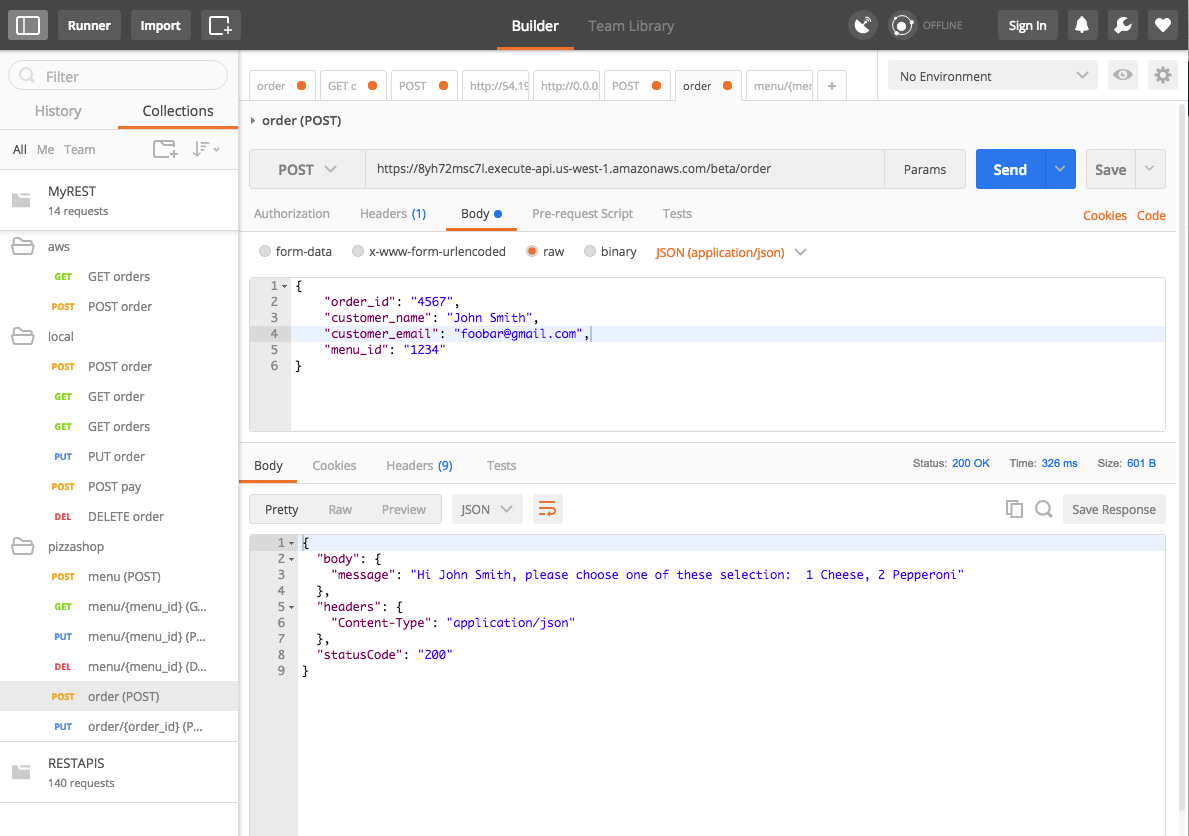 Runner
Import
Builder
Team Library
OFFLINE
Sign In
Filter
History
Collections
All Me Team
MyREST
14 requests
aws
GET GET orders
POST POST order
local
POST POST order
GET GET order
GET GET orders
PUT PUT order
POST POST pay
DEL DELETE order
pizzashop
POST menu (POST)
GET menu/{menu_id} (G...
PUT menu/{menu_id} (P...
DEL menu/{menu_id} (D...
POST order (POST)
PUT order/{order_id} (P...
RESTAPIS
140 requests
order
GET c
POST
http://54.19
http://0.0.0
POST
order
menu/{mer
+
No Environment
order (POST)
POST
https://8yh72msc7l.execute-api.us-west-1.amazonaws.com/beta/order
Params
Send
Save
Authorization
Headers (1)
Body
Pre-request Script
Tests
Cookies Code
form-data
x-www-form-urlencoded
raw
binary
JSON (application/json)
1 {
2 "order_id": "4567",
3 "customer_name": "John Smith",
4 "customer_email": "foobar@gmail.com",
5 "menu_id": "1234"
6 }
Body
Cookies
Headers (9)
Tests
Status: 200 OK
Time: 326 ms
Size: 601 B
Pretty
Raw
Preview
JSON
Save Response
1 {
2 "body": {
3 "message": "Hi John Smith, please choose one of these selection:  1 Cheese, 2 Pepperoni"
4 },
5 "headers": {
6 "Content-Type": "application/json"
7 },
8 "statusCode": "200"
9 }